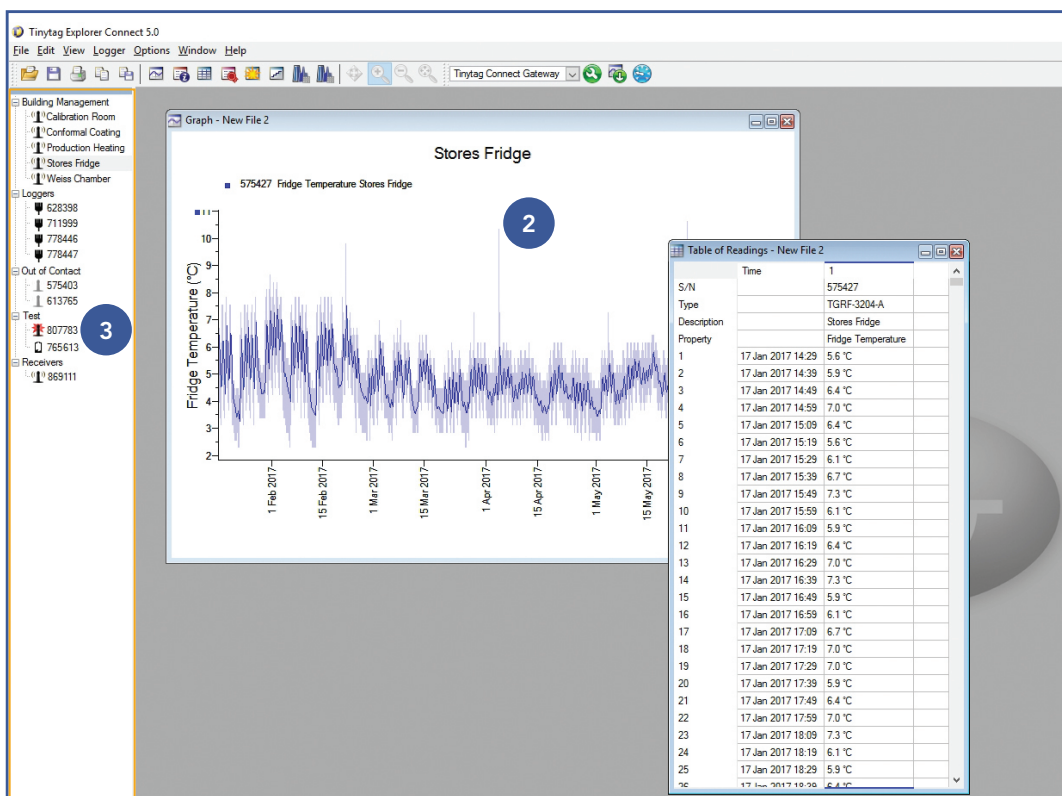 Tinytag Explorer Connect 5.0
File Edit View Logger Options Window Help
Tinytag Connect Gateway
Building Management
Calibration Room
Conformal Coating
Production Heating
Stores Fridge
Weiss Chamber
Loggers
628398
711999
778446
778447
Out of Contact
575403
613765
Test
807783
765613
Receivers
869111
3
Graph - New File 2
Stores Fridge
575427 Fridge Temperature Stores Fridge
2
Fridge Temperature (°C)
11
10
9
8
7
6
5
4
3
2
1 Feb 2017
15 Feb 2017
1 Mar 2017
15 Mar 2017
1 Apr 2017
15 Apr 2017
1 May 2017
15 May 2017
Table of Readings - New File 2
Time 1
S/N 575427
Type TGRF-3204-A
Description Stores Fridge
Property Fridge Temperature
1 17 Jan 2017 14:29 5.6 °C
2 17 Jan 2017 14:39 5.9 °C
3 17 Jan 2017 14:49 6.4 °C
4 17 Jan 2017 14:59 7.0 °C
5 17 Jan 2017 15:09 6.4 °C
6 17 Jan 2017 15:19 5.6 °C
7 17 Jan 2017 15:29 6.1 °C
8 17 Jan 2017 15:39 6.7 °C
9 17 Jan 2017 15:49 7.3 °C
10 17 Jan 2017 15:59 6.1 °C
11 17 Jan 2017 16:09 5.9 °C
12 17 Jan 2017 16:19 6.4 °C
13 17 Jan 2017 16:29 7.0 °C
14 17 Jan 2017 16:39 7.3 °C
15 17 Jan 2017 16:49 5.9 °C
16 17 Jan 2017 16:59 6.1 °C
17 17 Jan 2017 17:09 6.7 °C
18 17 Jan 2017 17:19 7.0 °C
19 17 Jan 2017 17:29 7.0 °C
20 17 Jan 2017 17:39 5.9 °C
21 17 Jan 2017 17:49 6.4 °C
22 17 Jan 2017 17:59 7.0 °C
23 17 Jan 2017 18:09 7.3 °C
24 17 Jan 2017 18:19 6.1 °C
25 17 Jan 2017 18:29 5.9 °C
26 17 Jan 2017 18:39 6.4 °C